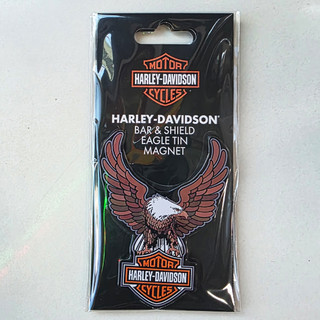 MOTOR
HARLEY-DAVIDSON
CYCLES
HARLEY-DAVIDSON
BAR & SHIELD
EAGLE TIN
MAGNET
MOTOR
HARLEY-DAVIDSON
CYCLES